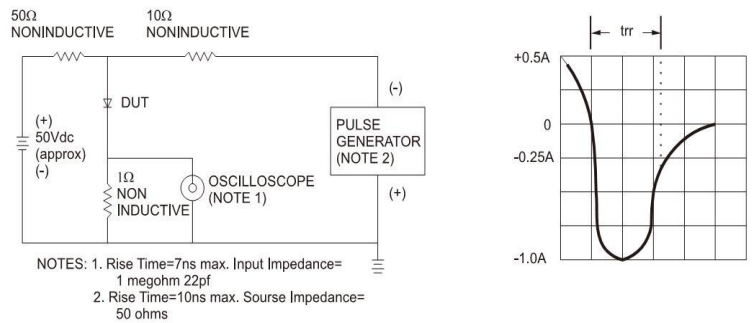 50Ω
NONINDUCTIVE
10Ω
NONINDUCTIVE
DUT
(+)
50Vdc
(approx)
(-)
1Ω
NON
INDUCTIVE
OSCILLOSCOPE
(NOTE 1)
(-)
PULSE
GENERATOR
(NOTE 2)
(+)
NOTES: 1. Rise Time=7ns max. Input Impedance=
1 megohm 22pf
2. Rise Time=10ns max. Sourse Impedance=
50 ohms
trr
+0.5A
0
-0.25A
-1.0A